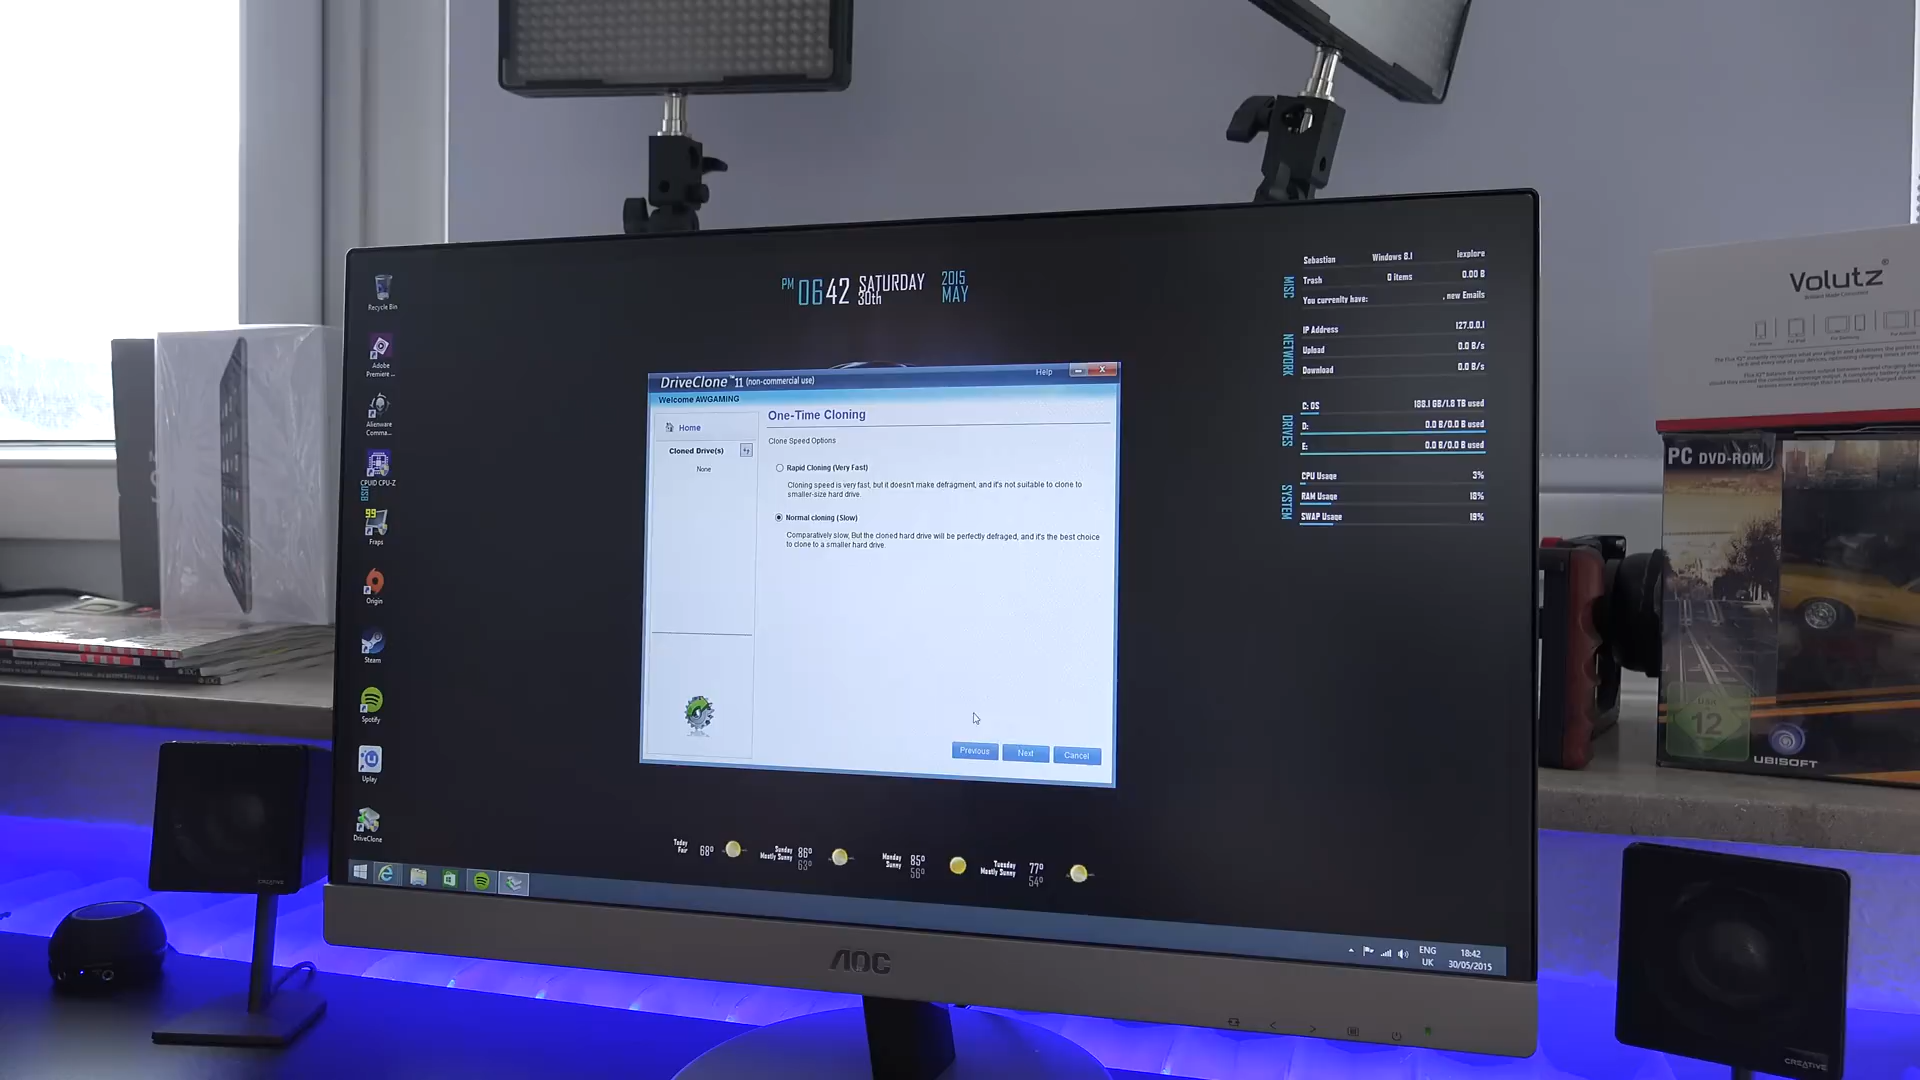 PM 06 42 SATURDAY 30th 2015 MAY
Recycle Bin
Adobe Premiere ...
Alienware Comma...
CPUID CPU-Z
USB
99
Fraps
Origin
Steam
Spotify
Uplay
DriveClone
DriveClone™11 (non-commercial use)
Help
Welcome AWGAMING
Home
Cloned Drive(s)
None
One-Time Cloning
Clone Speed Options
Rapid Cloning (Very Fast)
Cloning speed is very fast, but it doesn't make defragment, and it's not suitable to clone to
smaller-size hard drive.
Normal cloning (Slow)
Comparatively slow, But the cloned hard drive will be perfectly defraged, and it's the best choice
to clone to a smaller hard drive.
Previous
Next
Cancel
MISC
Sebastian Windows 8.1 iexplore
Trash 0 items 0.00 B
You currenity have: , new Emails
NETWORK
IP Address 127.0.0.1
Upload 0.0 B/s
Download 0.0 B/s
DRIVES
C: OS 188.1 GB/1.8 TB used
D: 0.0 B/0.0 B used
E: 0.0 B/0.0 B used
SYSTEM
CPU Usage 3%
RAM Usage 18%
SWAP Usage 19%
Today Fair 68°
Sunday Mostly Sunny 86° 63°
Monday Sunny 85° 56°
Tuesday Mostly Sunny 77° 54°
ENG UK
18:42
30/05/2015
AOC
CREATIVE
CREATIVE
Volutz®
PC DVD-ROM
12
UBISOFT